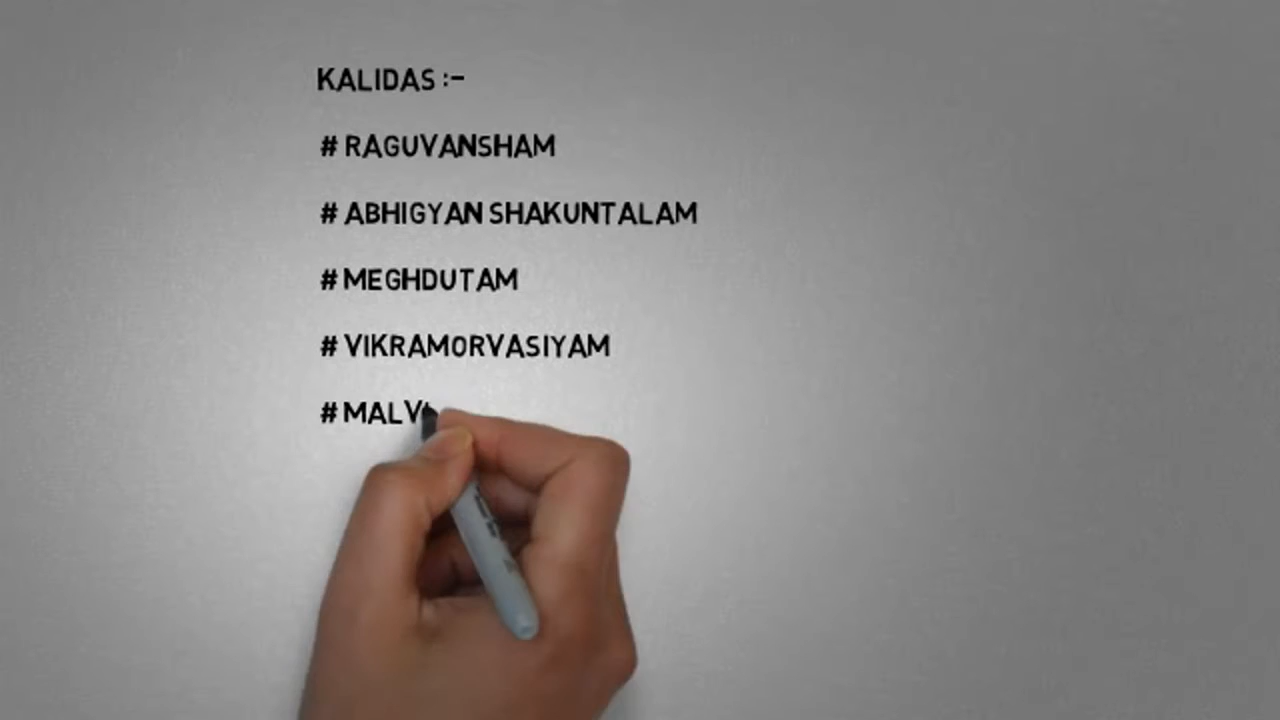 KALIDAS :-
# RAGUVANSHAM
# ABHIGYAN SHAKUNTALAM
# MEGHDUTAM
# VIKRAMORVASIYAM
# MALV